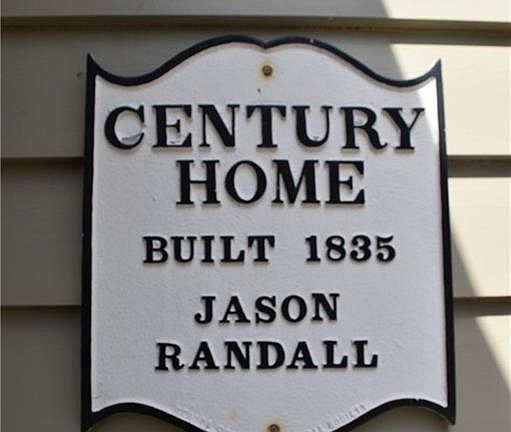 CENTURY
HOME
BUILT 1835
JASON
RANDALL